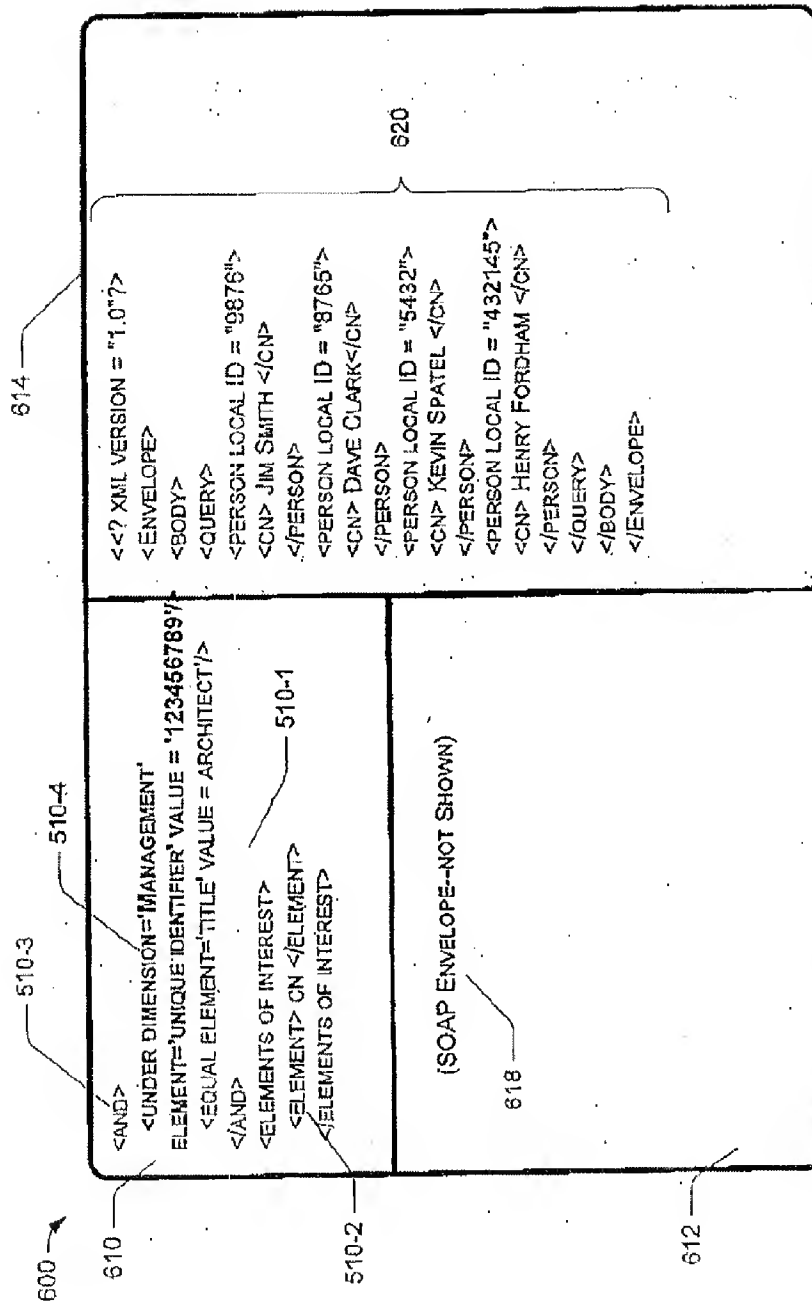 600
610
510-3
510-4
<AND>
<UNDER DIMENSION='MANAGEMENT'
ELEMENT='UNIQUE IDENTIFIER' VALUE = '123456789'/>
<EQUAL ELEMENT='TITLE' VALUE = ARCHITECT'/>
</AND>
<ELEMENTS OF INTEREST>
<ELEMENT> CN </ELEMENT>
</ELEMENTS OF INTEREST>
510-1
510-2
(SOAP ENVELOPE--NOT SHOWN)
618
612
614
<<? XML VERSION = "1.0"?>
<ENVELOPE>
<BODY>
<QUERY>
<PERSON LOCAL ID = "9876">
<CN> JIM SMITH </CN>
</PERSON>
<PERSON LOCAL ID = "8765">
<CN> DAVE CLARK</CN>
</PERSON>
<PERSON LOCAL ID = "5432">
<CN> KEVIN SPATEL </CN>
</PERSON>
<PERSON LOCAL ID = "432145">
<CN> HENRY FORDHAM </CN>
</PERSON>
</QUERY>
</BODY>
</ENVELOPE>
620